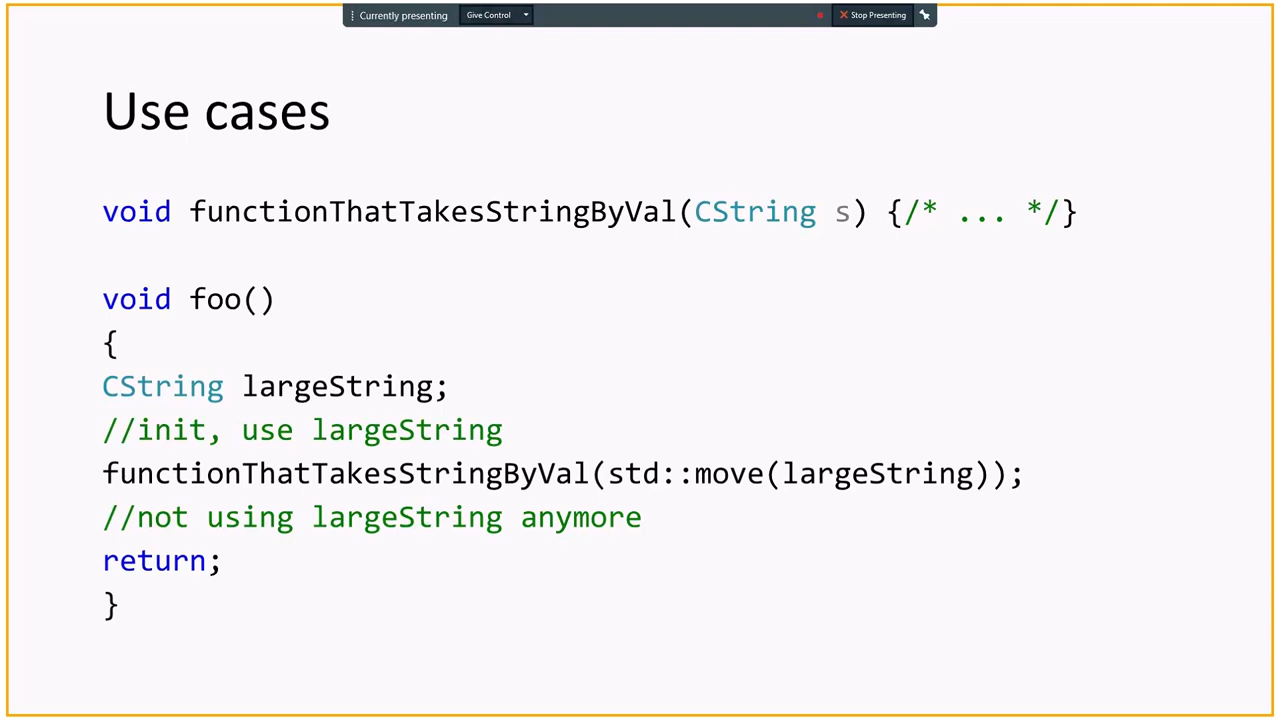 Currently presenting Give Control Stop Presenting
Use cases
void functionThatTakesStringByVal(CString s) {/* ... */}
void foo()
{
CString largeString;
//init, use largeString
functionThatTakesStringByVal(std::move(largeString));
//not using largeString anymore
return;
}